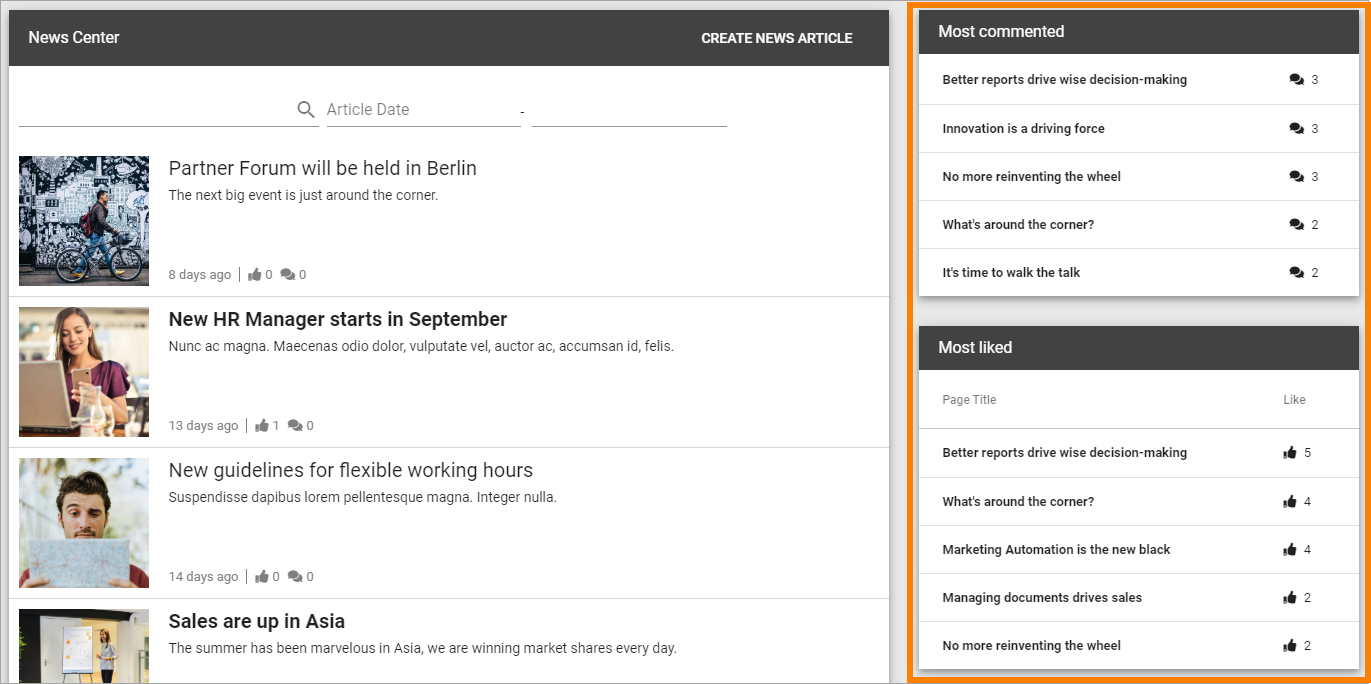 News Center
CREATE NEWS ARTICLE
Article Date
-
Partner Forum will be held in Berlin
The next big event is just around the corner.
8 days ago | 0 0
New HR Manager starts in September
Nunc ac magna. Maecenas odio dolor, vulputate vel, auctor ac, accumsan id, felis.
13 days ago | 1 0
New guidelines for flexible working hours
Suspendisse dapibus lorem pellentesque magna. Integer nulla.
14 days ago | 0 0
Sales are up in Asia
The summer has been marvelous in Asia, we are winning market shares every day.
Most commented
Better reports drive wise decision-making 3
Innovation is a driving force 3
No more reinventing the wheel 3
What's around the corner? 2
It's time to walk the talk 2
Most liked
Page Title Like
Better reports drive wise decision-making 5
What's around the corner? 4
Marketing Automation is the new black 4
Managing documents drives sales 2
No more reinventing the wheel 2